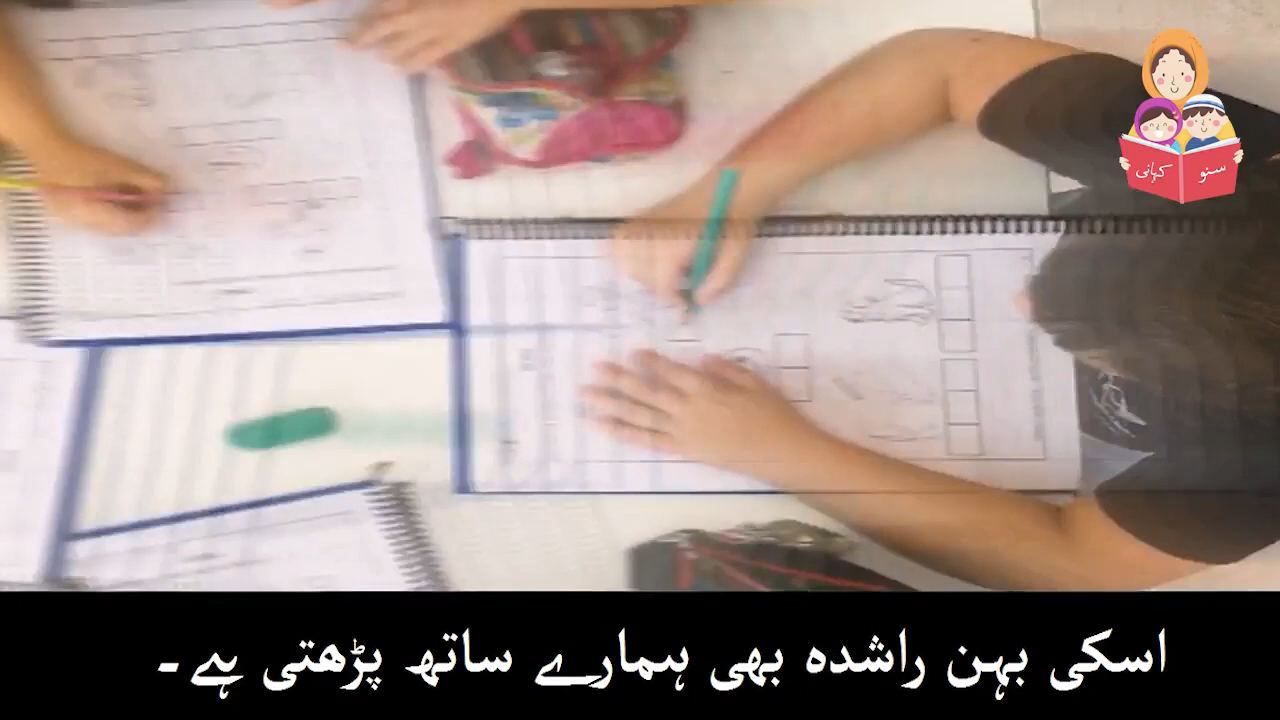 سنو کہانی
اسکی بہن راشدہ بھی ہمارے ساتھ پڑھتی ہے۔